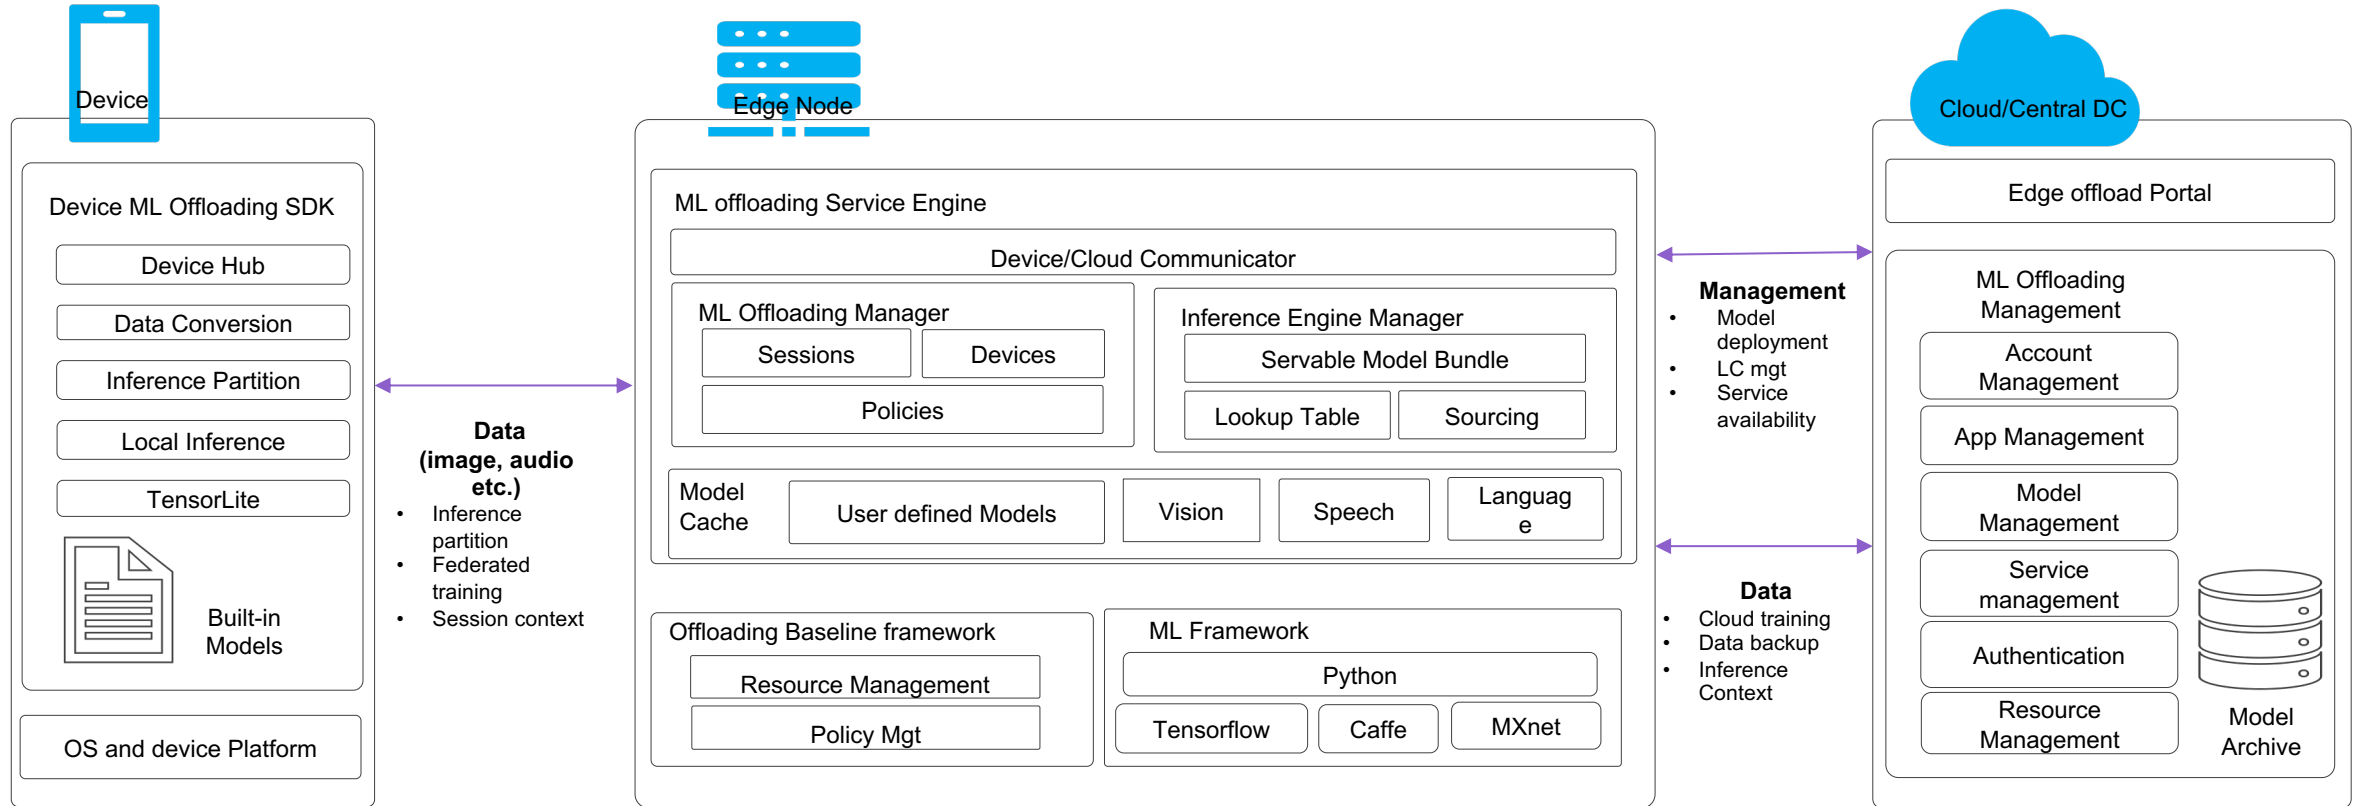 Device
Device ML Offloading SDK
Device Hub
Data Conversion
Inference Partition
Local Inference
TensorLite
Built-in
Models
OS and device Platform
Data
(image, audio
etc.)
• Inference
partition
• Federated
training
• Session context
Edge Node
ML offloading Service Engine
Device/Cloud Communicator
ML Offloading Manager
Sessions
Devices
Policies
Inference Engine Manager
Servable Model Bundle
Lookup Table
Sourcing
Model
Cache
User defined Models
Vision
Speech
Languag
e
Offloading Baseline framework
Resource Management
Policy Mgt
ML Framework
Python
Tensorflow
Caffe
MXnet
Management
• Model
deployment
• LC mgt
• Service
availability
Data
• Cloud training
• Data backup
• Inference
Context
Cloud/Central DC
Edge offload Portal
ML Offloading
Management
Account
Management
App Management
Model
Management
Service
management
Authentication
Resource
Management
Model
Archive